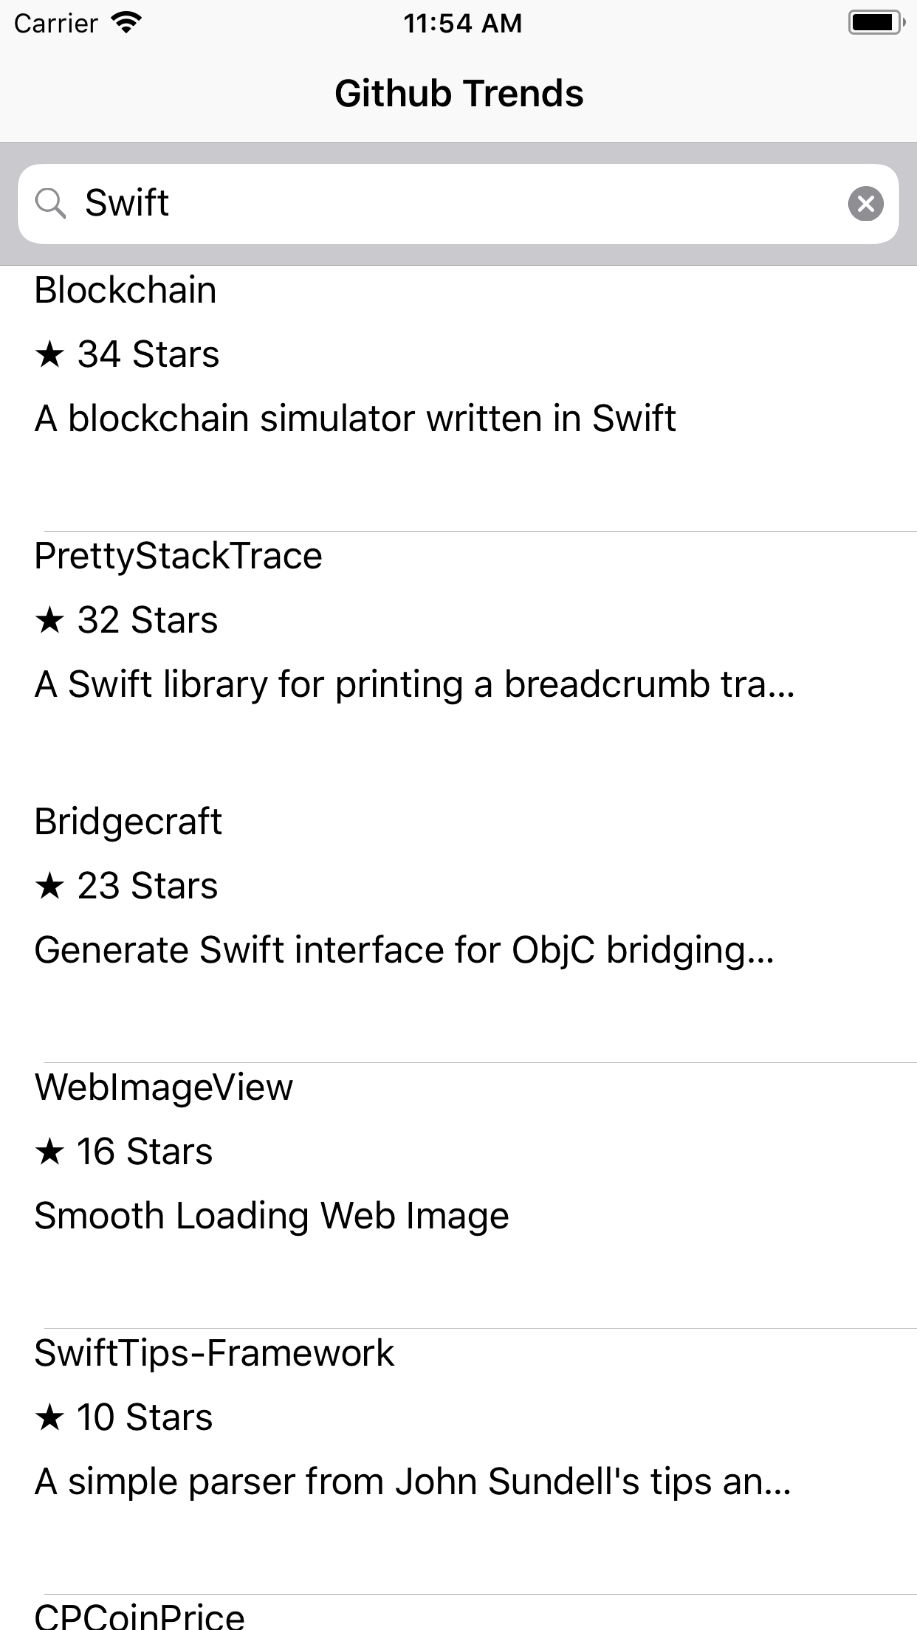 Carrier 11:54 AM
Github Trends
Swift
Blockchain
★ 34 Stars
A blockchain simulator written in Swift
PrettyStackTrace
★ 32 Stars
A Swift library for printing a breadcrumb tra...
Bridgecraft
★ 23 Stars
Generate Swift interface for ObjC bridging...
WebImageView
★ 16 Stars
Smooth Loading Web Image
SwiftTips-Framework
★ 10 Stars
A simple parser from John Sundell's tips an...
CPCoinPrice